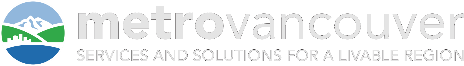 metrovancouver
SERVICES AND SOLUTIONS FOR A LIVABLE REGION